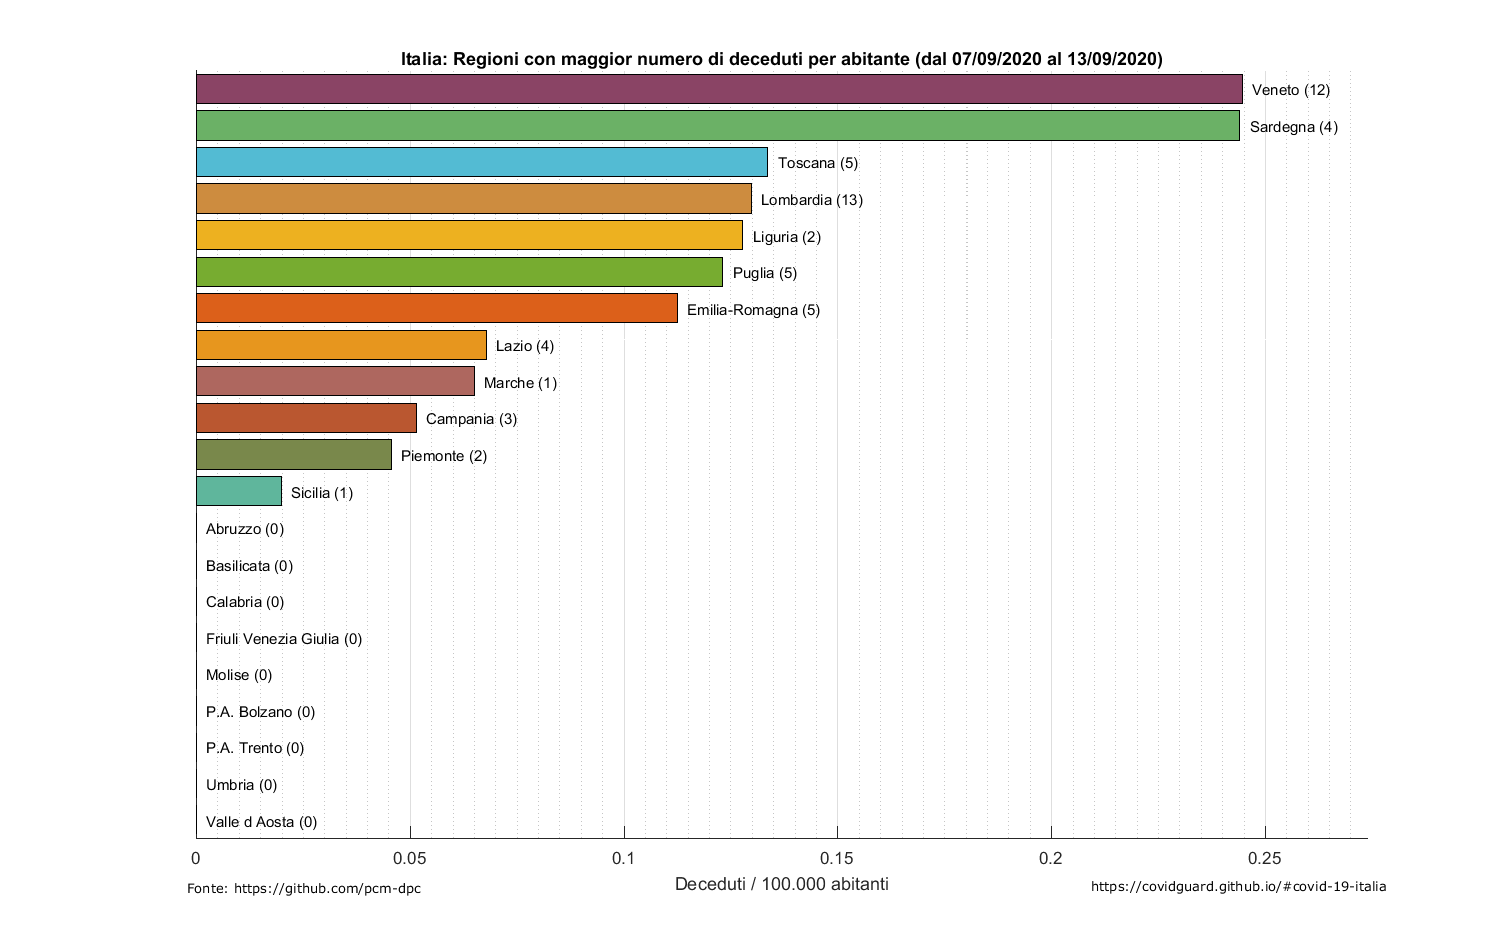 Italia: Regioni con maggior numero di deceduti per abitante (dal 07/09/2020 al 13/09/2020)
Veneto (12)
Sardegna (4)
Toscana (5)
Lombardia (13)
Liguria (2)
Puglia (5)
Emilia-Romagna (5)
Lazio (4)
Marche (1)
Campania (3)
Piemonte (2)
Sicilia (1)
Abruzzo (0)
Basilicata (0)
Calabria (0)
Friuli Venezia Giulia (0)
Molise (0)
P.A. Bolzano (0)
P.A. Trento (0)
Umbria (0)
Valle d Aosta (0)
0 0.05 0.1 0.15 0.2 0.25
Deceduti / 100.000 abitanti
Fonte: https://github.com/pcm-dpc
https://covidguard.github.io/#covid-19-italia